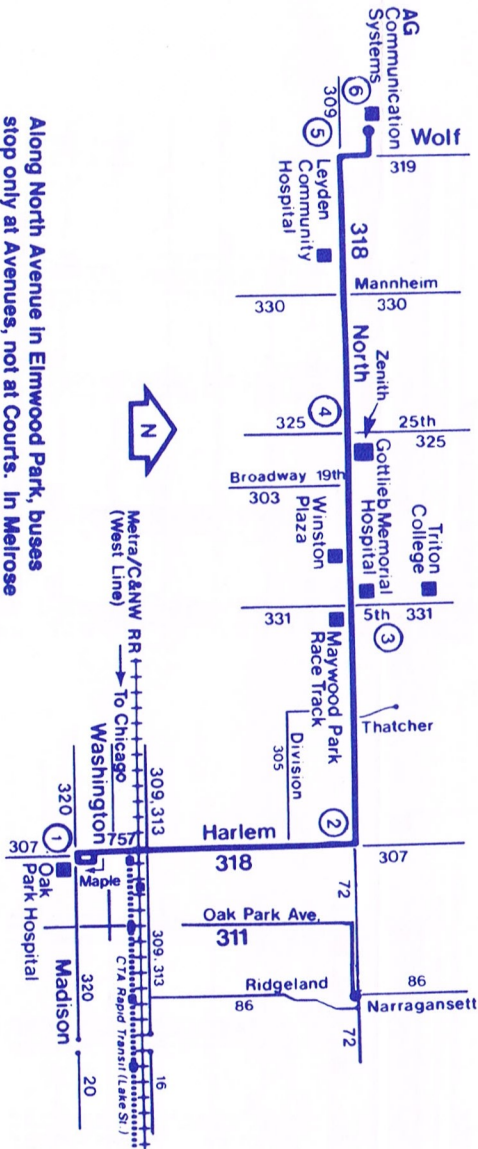 AG
Communication
Systems
6
309
5
Wolf
319
Leyden
Community
Hospital
318
Mannheim
330
330
North
Zenith
4
325
25th
325
Gottlieb Memorial
Hospital
Broadway 19th
303
Winston
Plaza
Triton
College
331
5th
331
3
Maywood Park
Race Track
Thatcher
Division
305
2
Harlem
318
307
72
N
Metra/C&NW RR
(West Line)
To Chicago
Washington
757
309, 313
320
307
1
Maple
Oak
Park Hospital
Oak Park Ave.
311
309, 313
CTA Rapid Transit (Lake St.)
Madison
320
20
16
Ridgeland
86
86
Narragansett
72
Along North Avenue in Elmwood Park, buses
stop only at Avenues, not at Courts. In Melrose